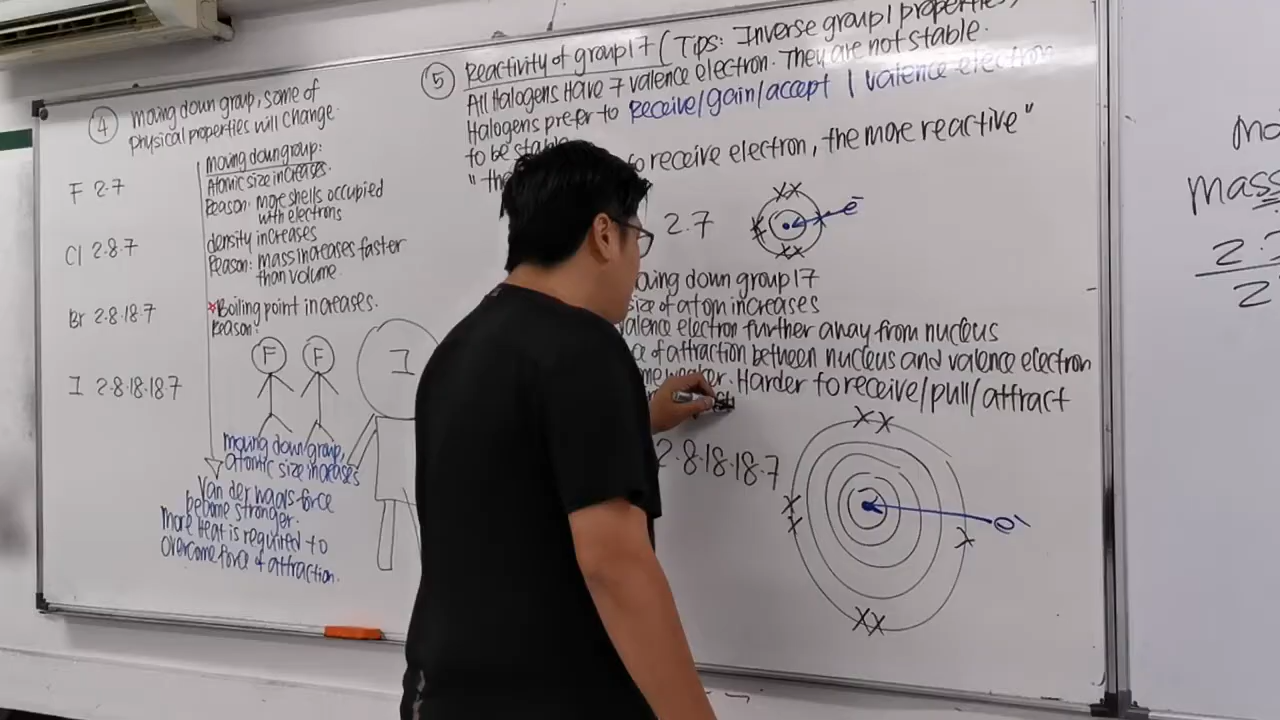 ④ moving down group, some of
physical properties will change.
F 2.7
Cl 2.8.7
Br 2.8.18.7
I 2.8.18.18.7
moving down group:
Atomic size increases.
Reason: more shells occupied
with electrons
density increases
Reason: mass increases faster
than volume.
*Boiling point increases.
Reason:
F F I
moving down group,
atomic size increases
Van der waals force
become stronger.
more Heat is required to
overcome force of attraction.
⑤ Reactivity of group 17 (Tips: Inverse group 1 properties)
All Halogens Have 7 valence electron. They are not stable.
Halogens prefer to receive/gain/accept 1 valence electron
to be stable
to receive electron, the more reactive"
2.7
e-
down group 17
size of atom increases
valence electron further away from nucleus
of attraction between nucleus and valence electron
weaker. Harder to receive/pull/attract
2.8.18.18.7
e-
mass